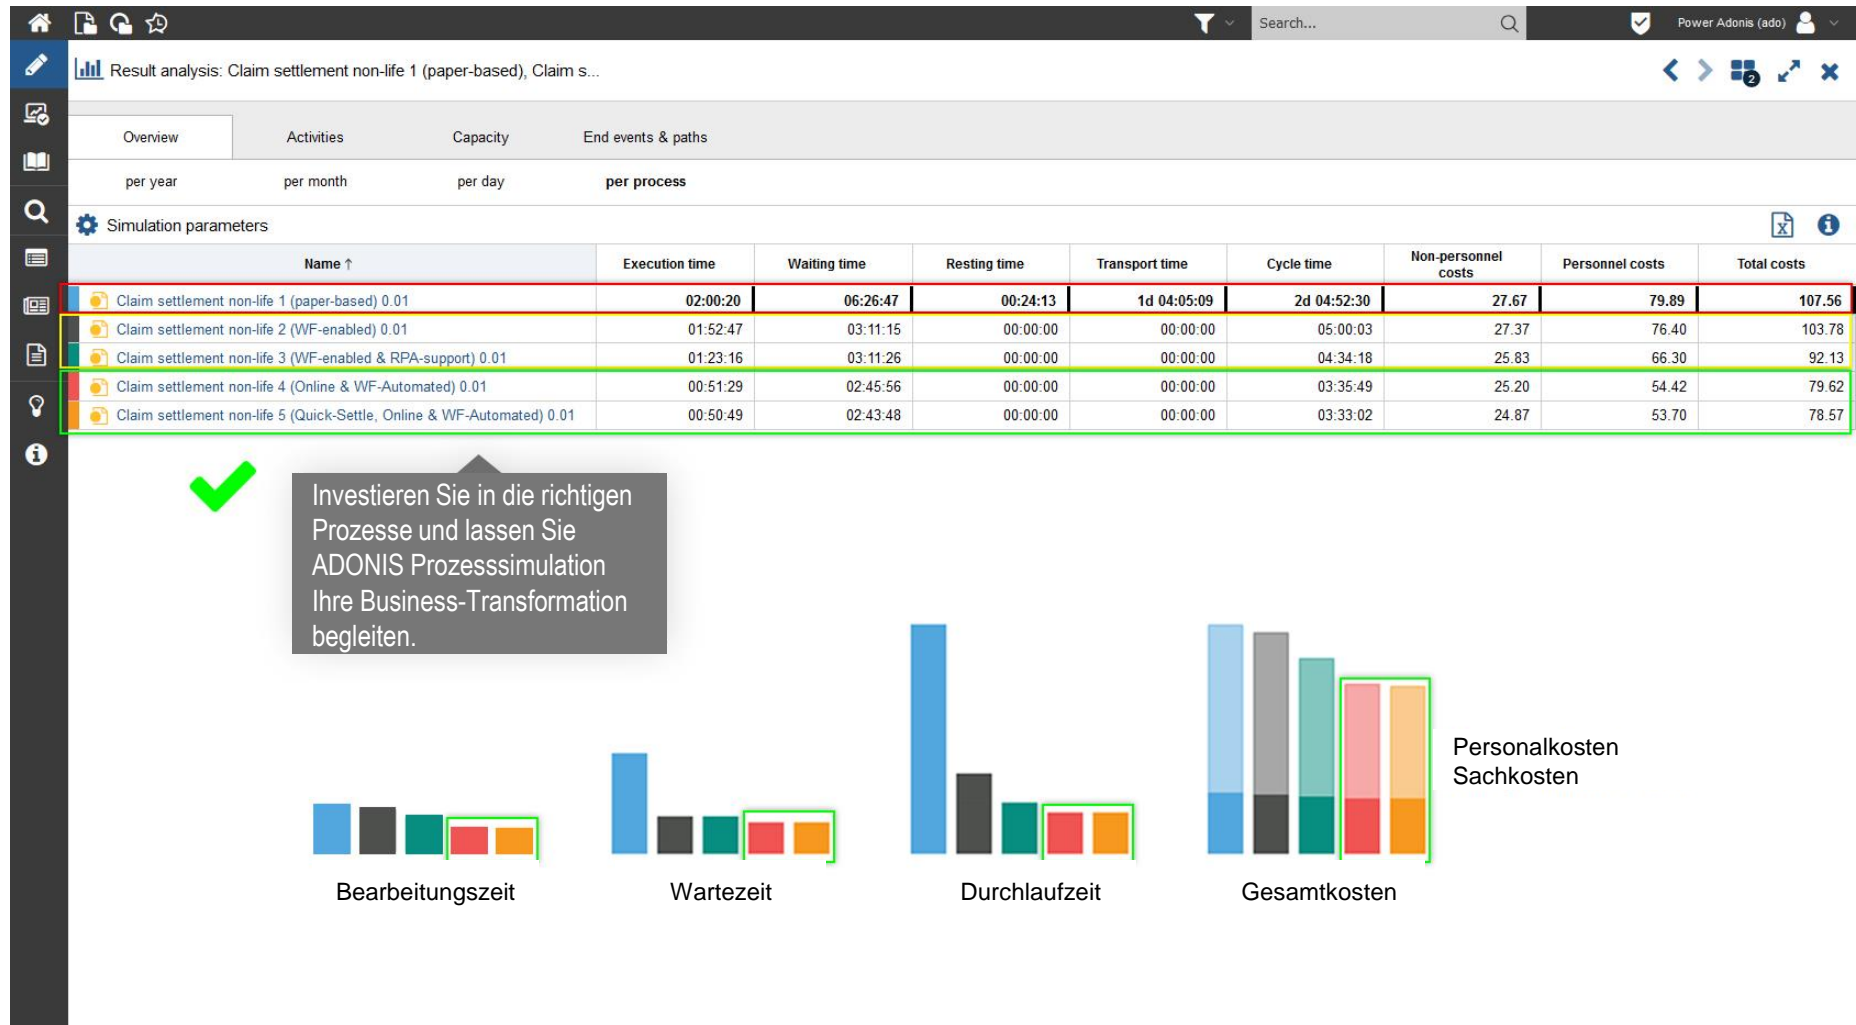 Search...
Power Adonis (ado)
Result analysis: Claim settlement non-life 1 (paper-based), Claim s...
2
Overview Activities Capacity End events & paths
per year per month per day per process
Simulation parameters
Name ↑ Execution time Waiting time Resting time Transport time Cycle time Non-personnel costs Personnel costs Total costs
Claim settlement non-life 1 (paper-based) 0.01 02:00:20 06:26:47 00:24:13 1d 04:05:09 2d 04:52:30 27.67 79.89 107.56
Claim settlement non-life 2 (WF-enabled) 0.01 01:52:47 03:11:15 00:00:00 00:00:00 05:00:03 27.37 76.40 103.78
Claim settlement non-life 3 (WF-enabled & RPA-support) 0.01 01:23:16 03:11:26 00:00:00 00:00:00 04:34:18 25.83 66.30 92.13
Claim settlement non-life 4 (Online & WF-Automated) 0.01 00:51:29 02:45:56 00:00:00 00:00:00 03:35:49 25.20 54.42 79.62
Claim settlement non-life 5 (Quick-Settle, Online & WF-Automated) 0.01 00:50:49 02:43:48 00:00:00 00:00:00 03:33:02 24.87 53.70 78.57
Investieren Sie in die richtigen
Prozesse und lassen Sie
ADONIS Prozesssimulation
Ihre Business-Transformation
begleiten.
Personalkosten
Sachkosten
Bearbeitungszeit Wartezeit Durchlaufzeit Gesamtkosten